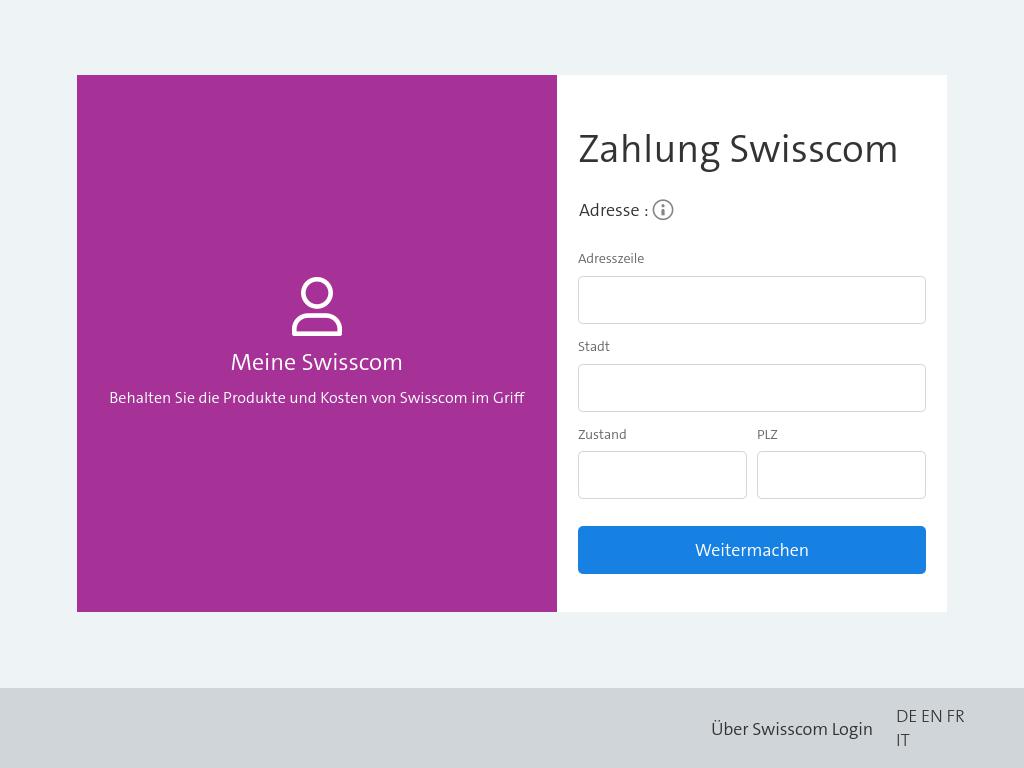 Meine Swisscom
Behalten Sie die Produkte und Kosten von Swisscom im Griff
Zahlung Swisscom
Adresse :
Adresszeile
Stadt
Zustand
PLZ
Weitermachen
Über Swisscom Login
DE EN FR
IT